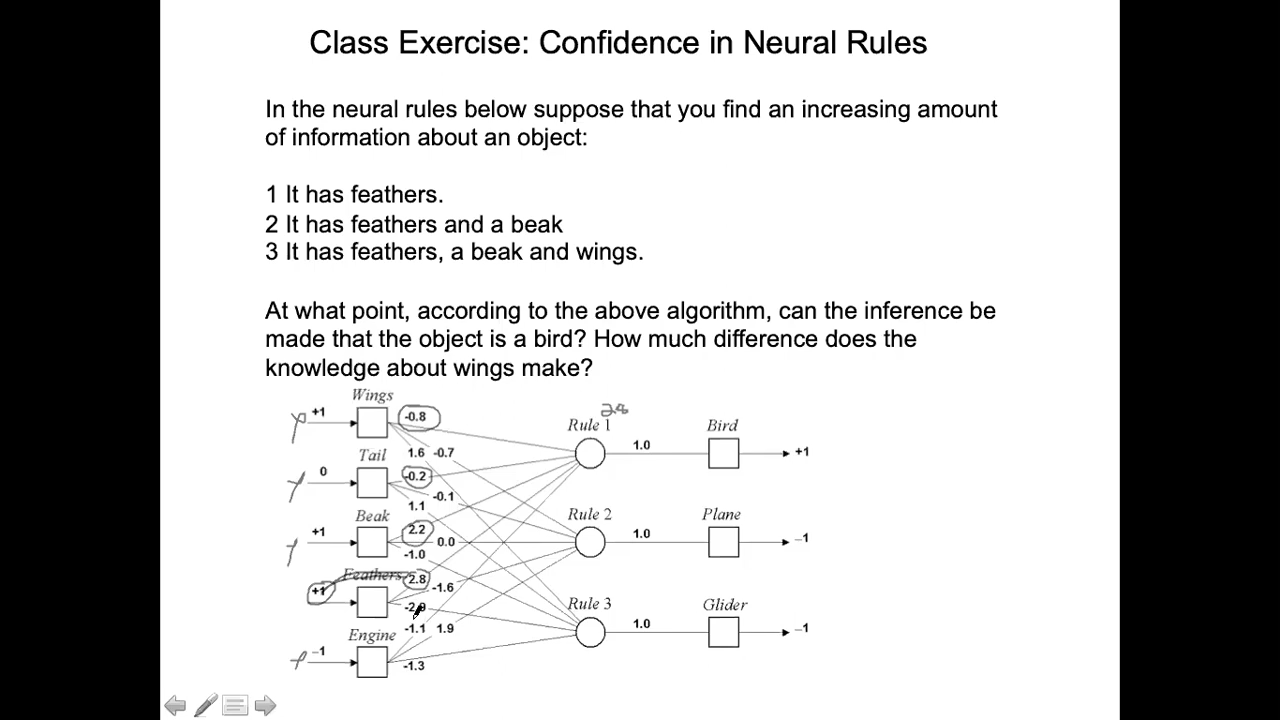 Class Exercise: Confidence in Neural Rules
In the neural rules below suppose that you find an increasing amount
of information about an object:
1 It has feathers.
2 It has feathers and a beak
3 It has feathers, a beak and wings.
At what point, according to the above algorithm, can the inference be
made that the object is a bird? How much difference does the
knowledge about wings make?
Wings
+1 -0.8
Rule 1 2.8 Bird
1.0 +1
1.6 -0.7
Tail
0 -0.2
-0.1
1.1
Beak Rule 2 Plane
+1 2.2 1.0 -1
0.0
-1.0
Feathers 2.8
+1 -1.6
Rule 3 Glider
-2.9
1.0 -1
-1.1 1.9
Engine
-1
-1.3